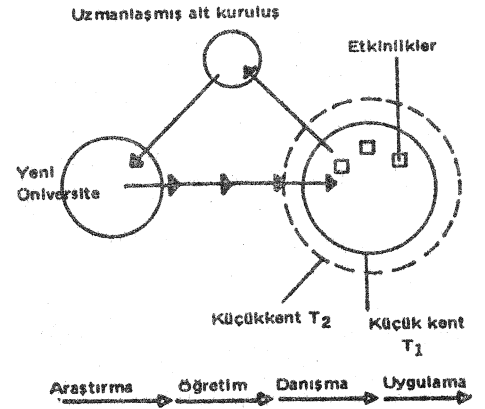 Uzmanlaşmış alt kuruluş
Etkinlikler
Yeni
Üniversite
Küçükkent T2
Küçük kent
T1
Araştırma Öğretim Danışma Uygulama